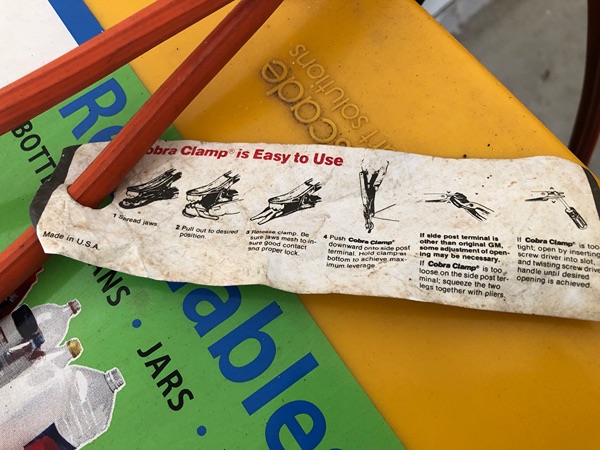 Cobra Clamp® is Easy to Use
1 Spread jaws.
2 Pull out to desired
position.
3 Release clamp. Be
sure jaws mesh to in-
sure good contact
and proper lock.
4 Push Cobra Clamp®
downward onto side post
terminal. Hold clamp at
bottom to achieve max-
imum leverage.
If side post terminal is
other than original GM,
some adjustment of open-
ing may be necessary.
If Cobra Clamp® is too
loose on the side post ter-
minal; squeeze the two
legs together with pliers.
If Cobra Clamp® is too
tight; open by inserting
screw driver into slot
and twisting screw drive
handle until desired
opening is achieved.
Made in U.S.A.
cascade
cart solutions
Re
lables
BOTT
ANS • JARS •